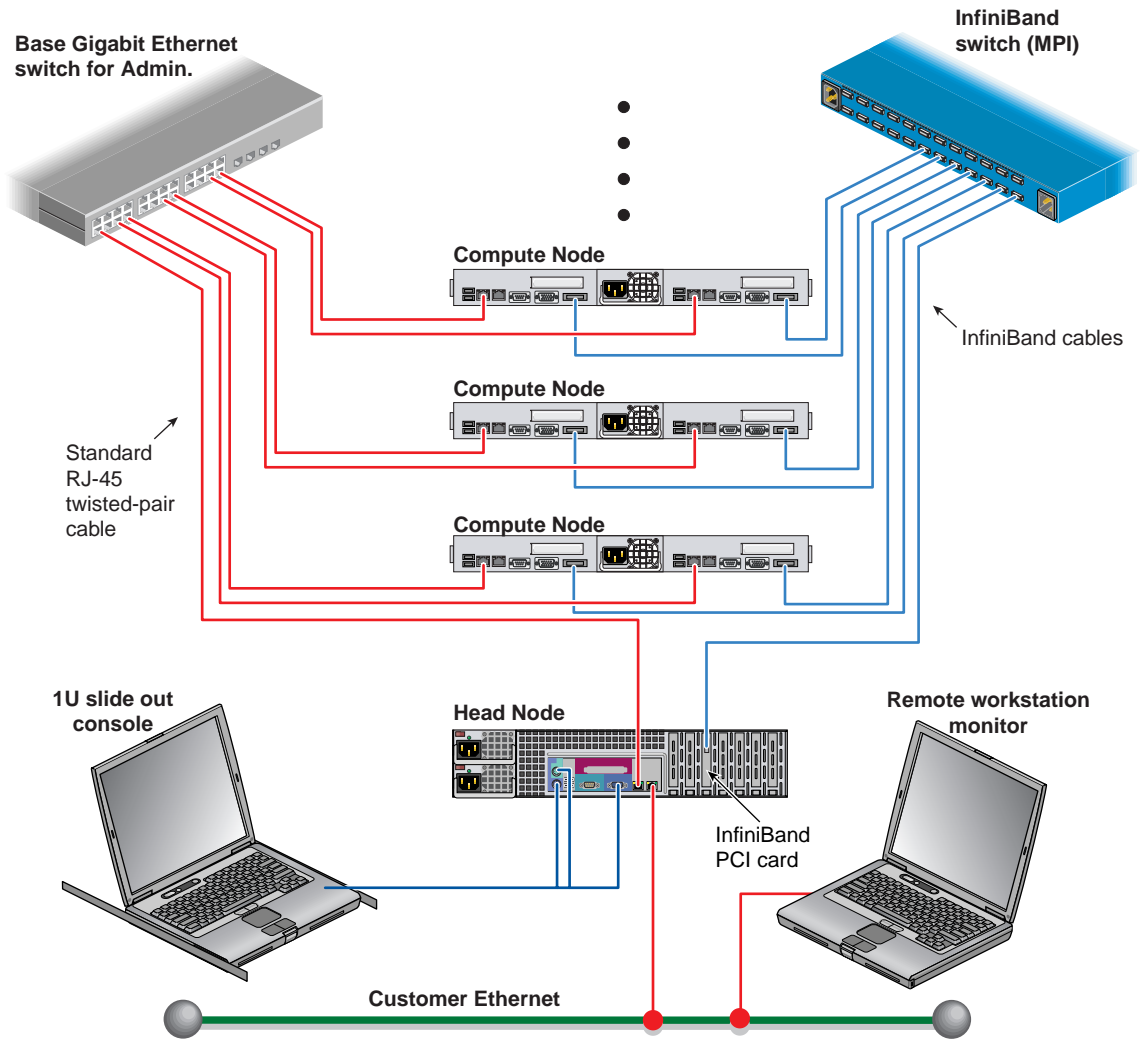 Base Gigabit Ethernet
switch for Admin.
InfiniBand
switch (MPI)
Compute Node
InfiniBand cables
Compute Node
Standard
RJ-45
twisted-pair
cable
Compute Node
1U slide out
console
Head Node
Remote workstation
monitor
InfiniBand
PCI card
Customer Ethernet